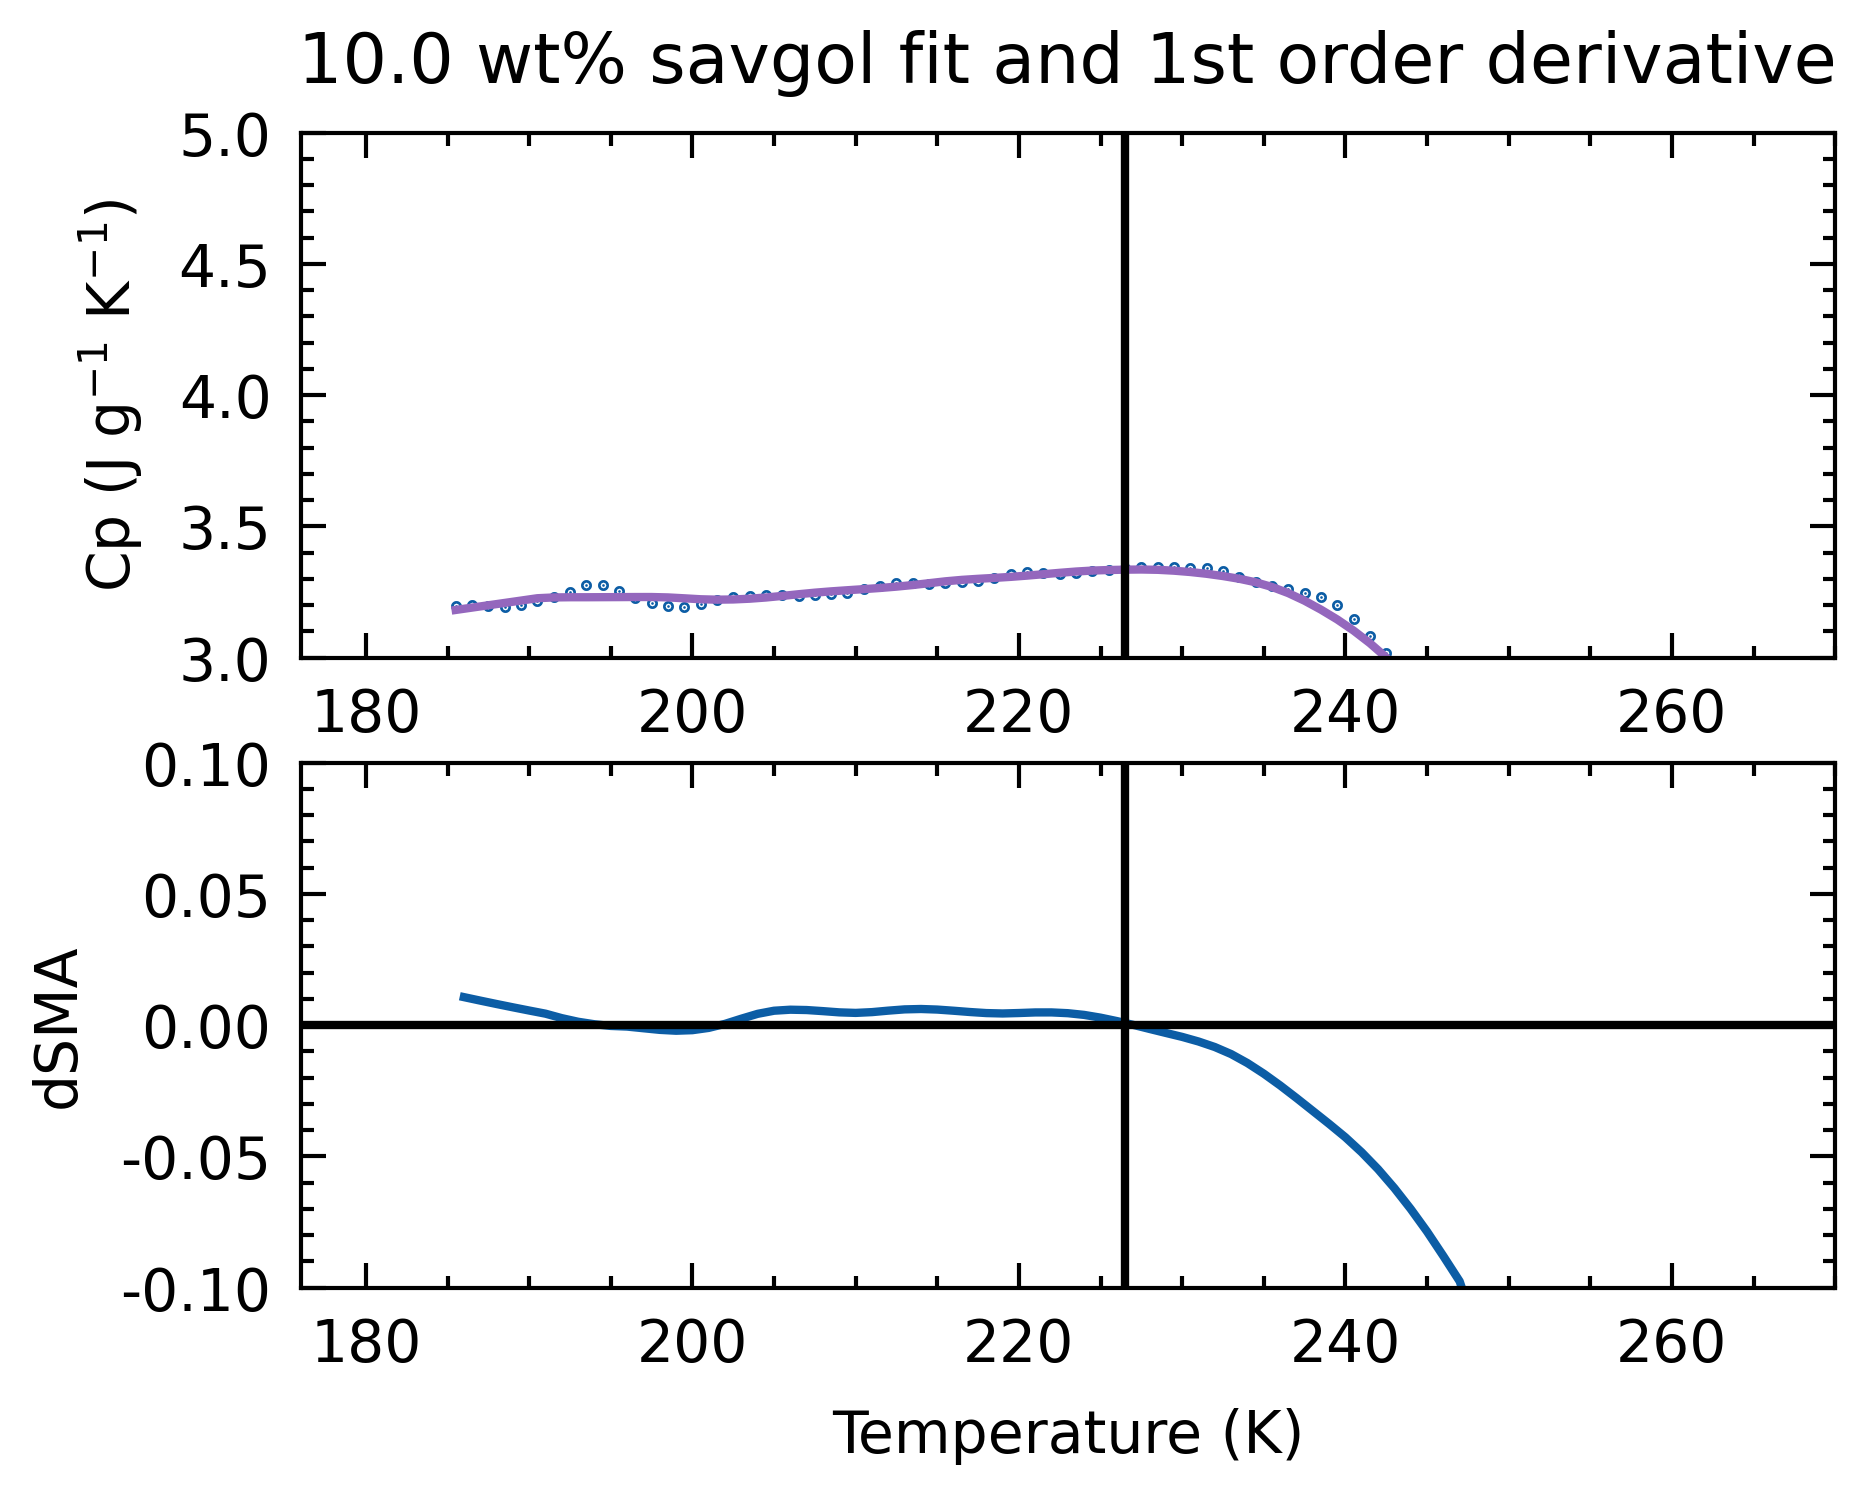 10.0 wt% savgol fit and 1st order derivative
5.0
4.5
4.0
3.5
3.0
Cp (J g⁻¹ K⁻¹)
180 200 220 240 260
0.10
0.05
0.00
-0.05
-0.10
dSMA
180 200 220 240 260
Temperature (K)